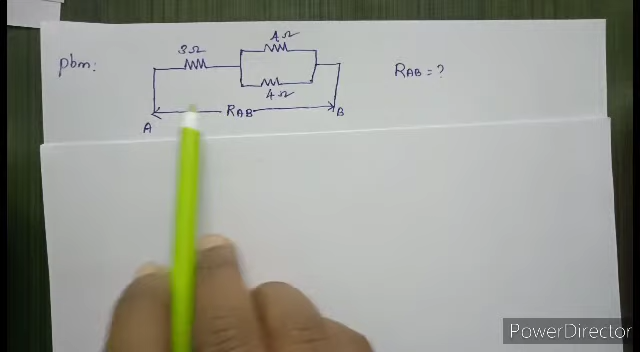 pbm:
3Ω
4Ω
4Ω
RAB
A
B
RAB = ?
PowerDirector